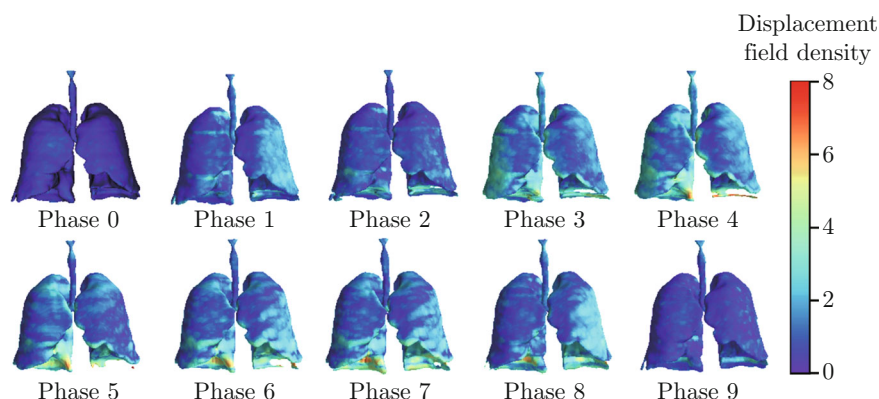 Displacement
field density
8
6
4
2
0
Phase 0 Phase 1 Phase 2 Phase 3 Phase 4
Phase 5 Phase 6 Phase 7 Phase 8 Phase 9